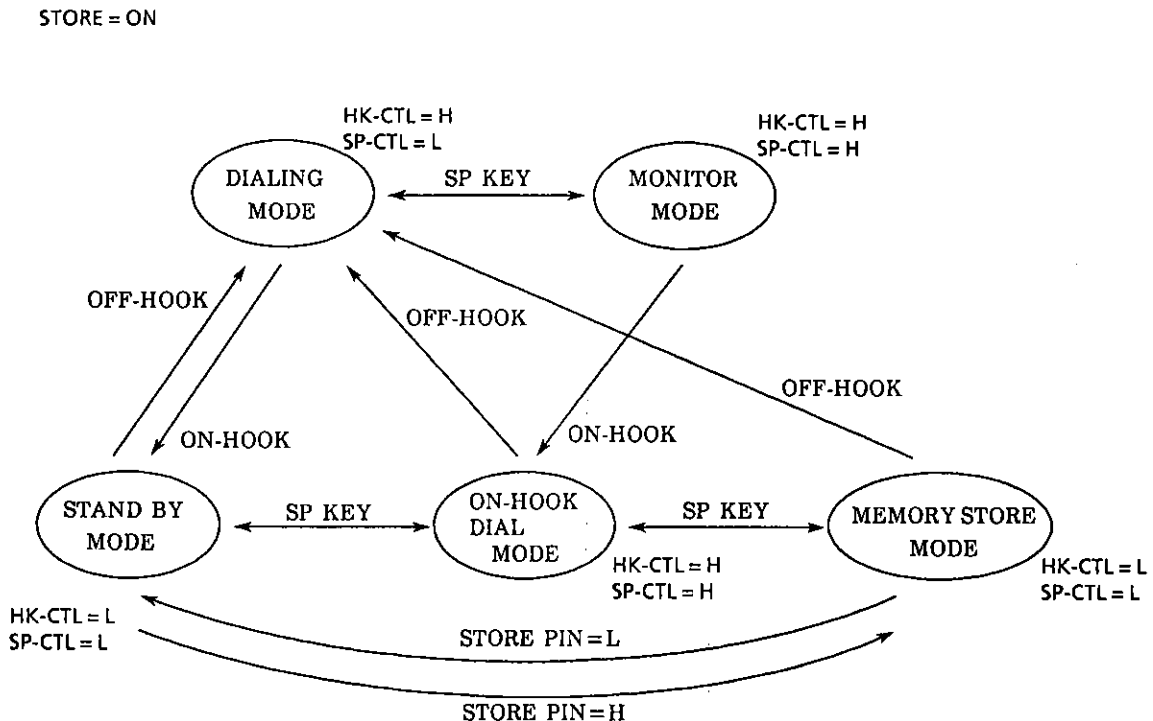 STORE = ON
HK-CTL = H
SP-CTL = L
HK-CTL = H
SP-CTL = H
DIALING
MODE
SP KEY
MONITOR
MODE
OFF-HOOK
OFF-HOOK
OFF-HOOK
ON-HOOK
ON-HOOK
STAND BY
MODE
SP KEY
ON-HOOK
DIAL
MODE
SP KEY
MEMORY STORE
MODE
HK-CTL = H
SP-CTL = H
HK-CTL = L
SP-CTL = L
HK-CTL = L
SP-CTL = L
STORE PIN = L
STORE PIN = H